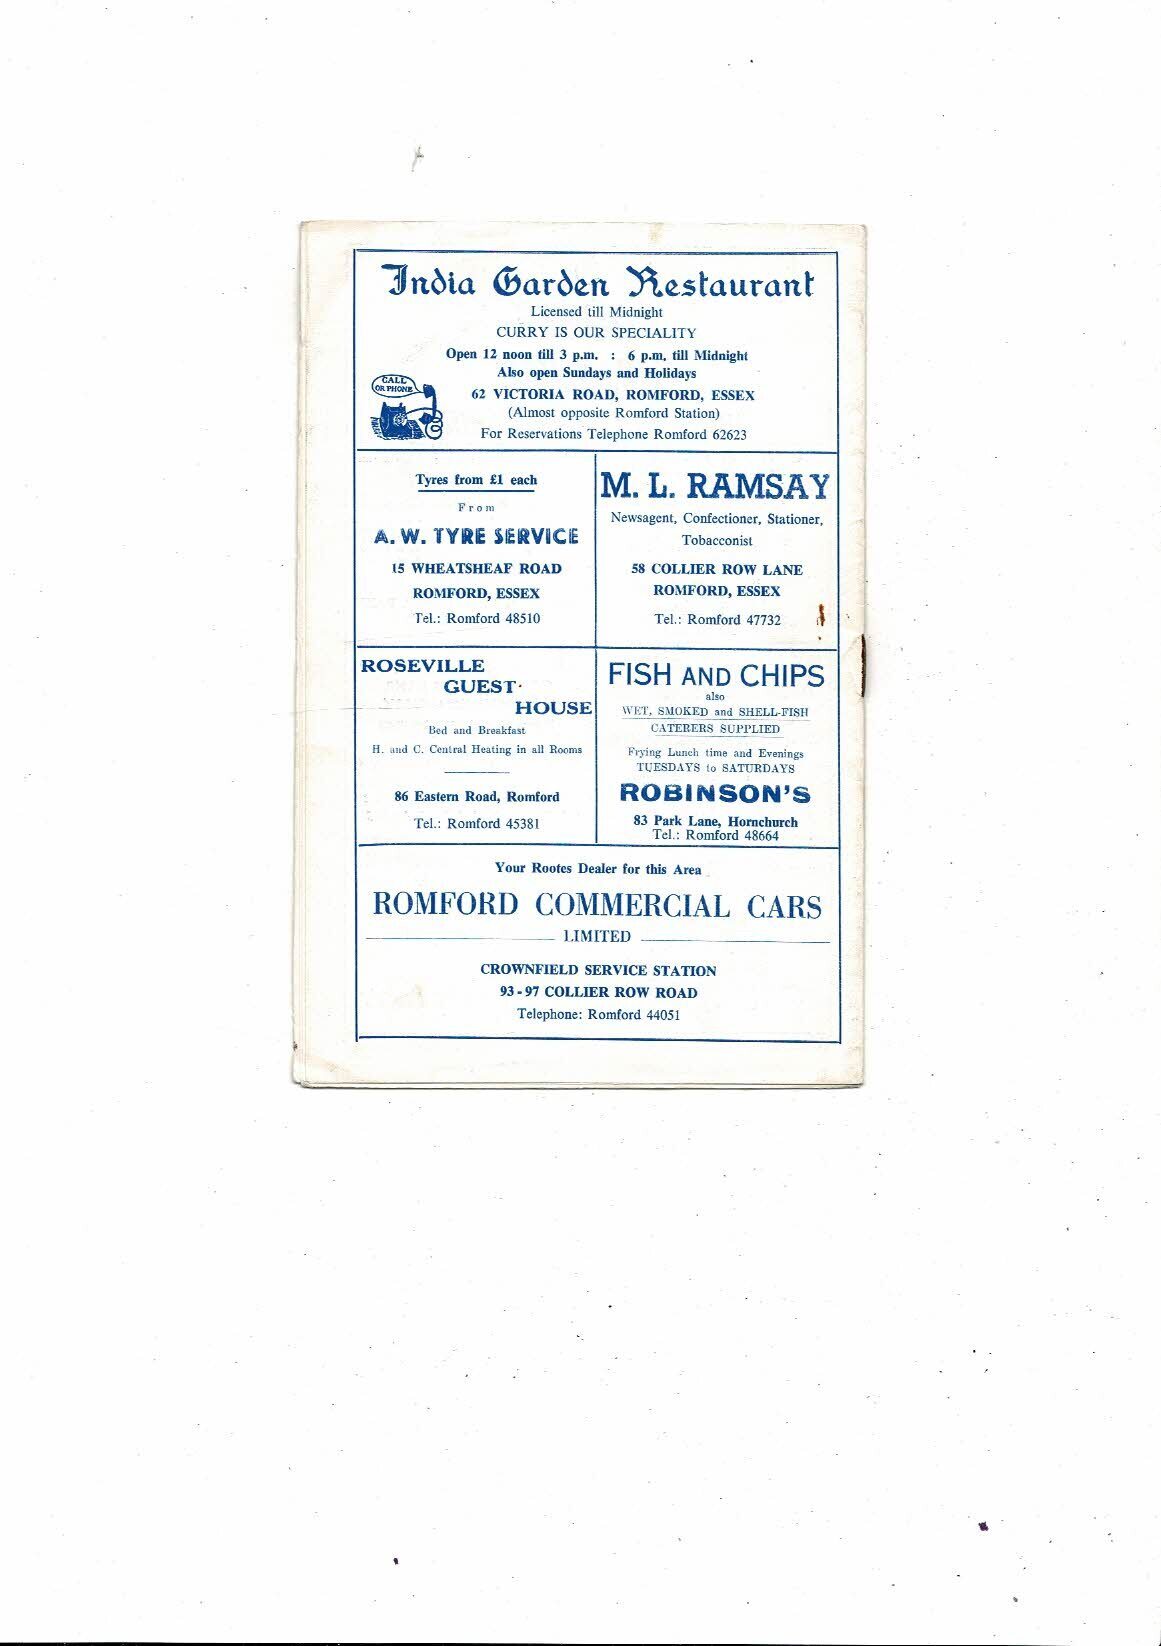 India Garden Restaurant
Licensed till Midnight
CURRY IS OUR SPECIALITY
Open 12 noon till 3 p.m. : 6 p.m. till Midnight
Also open Sundays and Holidays
CALL
OR PHONE
62 VICTORIA ROAD, ROMFORD, ESSEX
(Almost opposite Romford Station)
For Reservations Telephone Romford 62623
Tyres from £1 each
From
A. W. TYRE SERVICE
15 WHEATSHEAF ROAD
ROMFORD, ESSEX
Tel.: Romford 48510
M. L. RAMSAY
Newsagent, Confectioner, Stationer,
Tobacconist
58 COLLIER ROW LANE
ROMFORD, ESSEX
Tel.: Romford 47732
ROSEVILLE
GUEST
HOUSE
Bed and Breakfast
H. and C. Central Heating in all Rooms
86 Eastern Road, Romford
Tel.: Romford 45381
FISH AND CHIPS
also
WET, SMOKED and SHELL-FISH
CATERERS SUPPLIED
Frying Lunch time and Evenings
TUESDAYS to SATURDAYS
ROBINSON'S
83 Park Lane, Hornchurch
Tel.: Romford 48664
Your Rootes Dealer for this Area
ROMFORD COMMERCIAL CARS
LIMITED
CROWNFIELD SERVICE STATION
93-97 COLLIER ROW ROAD
Telephone: Romford 44051